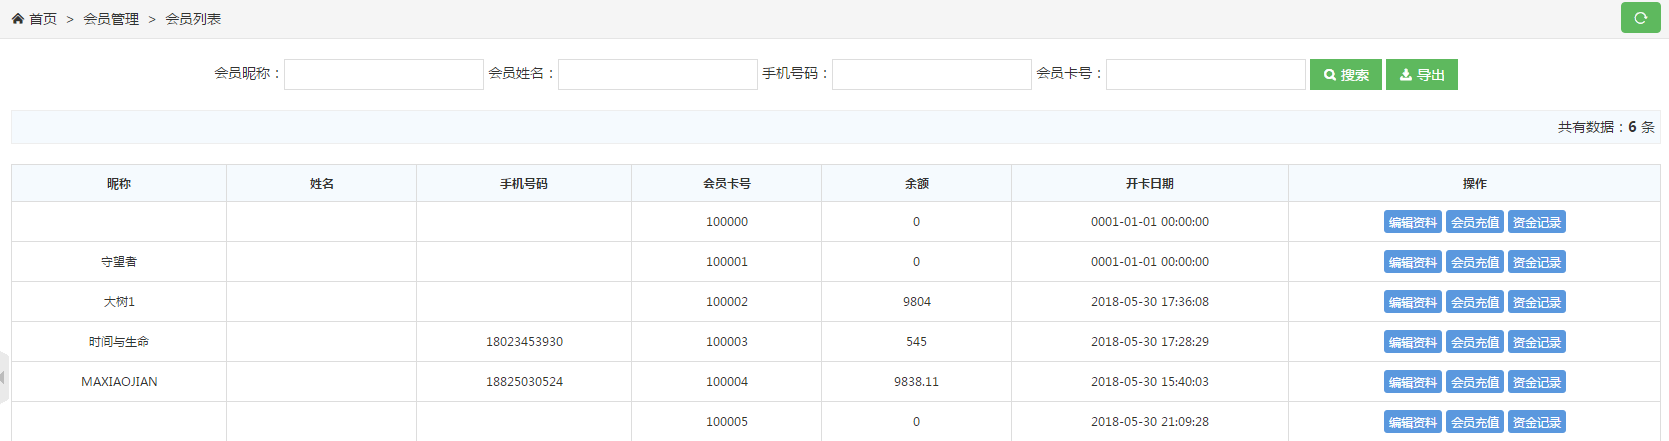 首页 > 会员管理 > 会员列表
会员昵称： 会员姓名： 手机号码： 会员卡号： 搜索 导出
共有数据：6 条
昵称 姓名 手机号码 会员卡号 余额 开卡日期 操作
100000 0 0001-01-01 00:00:00 编辑资料 会员充值 资金记录
守望者 100001 0 0001-01-01 00:00:00 编辑资料 会员充值 资金记录
大树1 100002 9804 2018-05-30 17:36:08 编辑资料 会员充值 资金记录
时间与生命 18023453930 100003 545 2018-05-30 17:28:29 编辑资料 会员充值 资金记录
MAXIAOJIAN 18825030524 100004 9838.11 2018-05-30 15:40:03 编辑资料 会员充值 资金记录
100005 0 2018-05-30 21:09:28 编辑资料 会员充值 资金记录